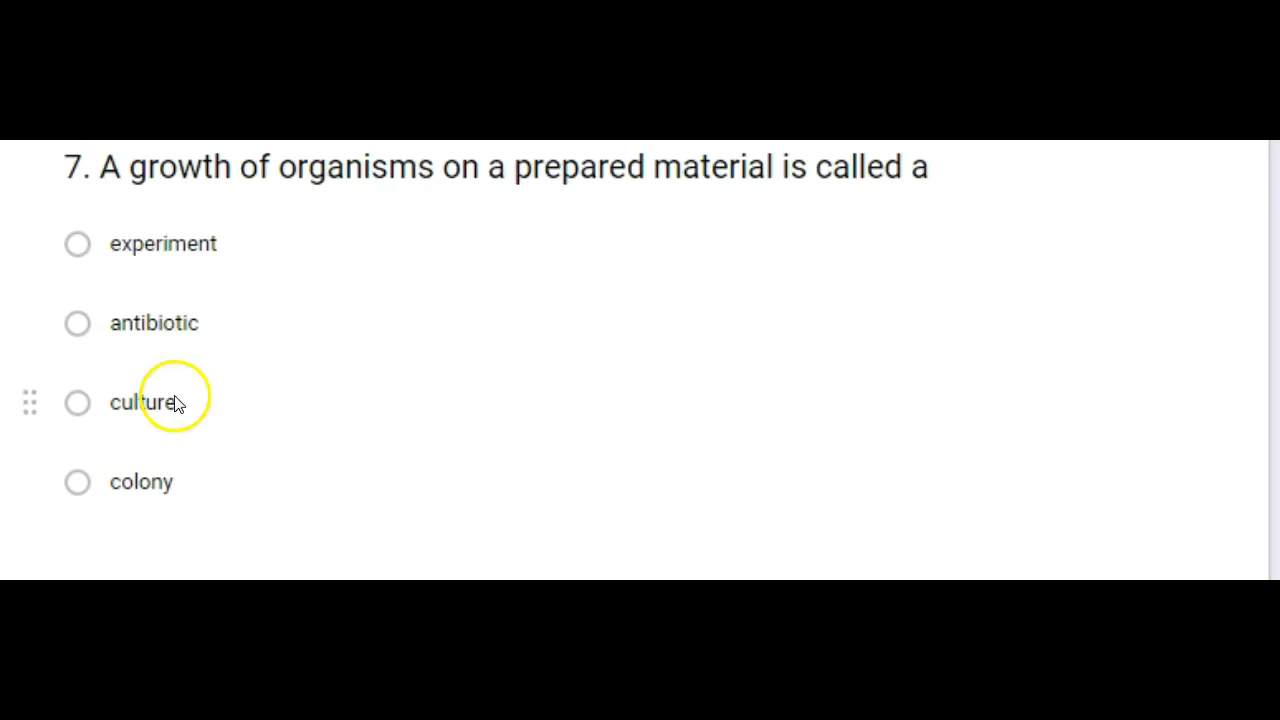 7. A growth of organisms on a prepared material is called a
experiment
antibiotic
culture
colony